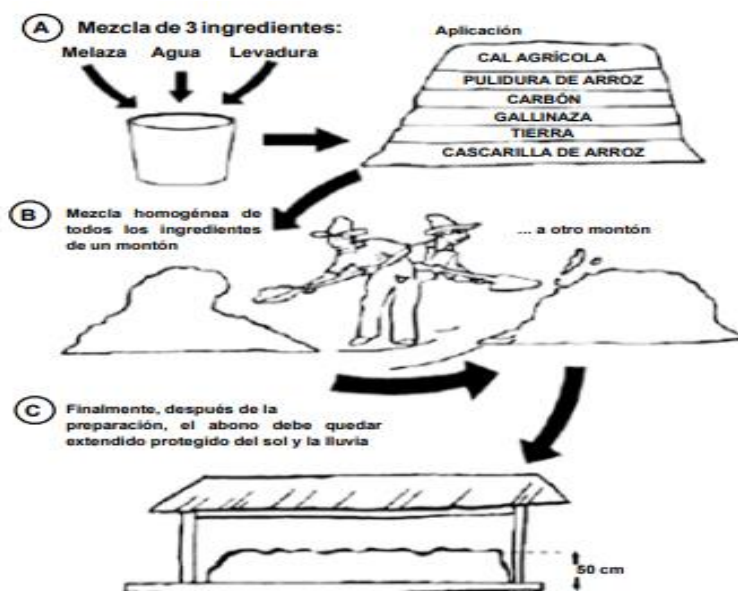 A Mezcla de 3 ingredientes:
Melaza Agua Levadura
Aplicación
CAL AGRÍCOLA
PULIDURA DE ARROZ
CARBÓN
GALLINAZA
TIERRA
CASCARILLA DE ARROZ
B Mezcla homogénea de
todos los ingredientes
de un montón
... a otro montón
C Finalmente, después de la
preparación, el abono debe quedar
extendido protegido del sol y la lluvia
50 cm